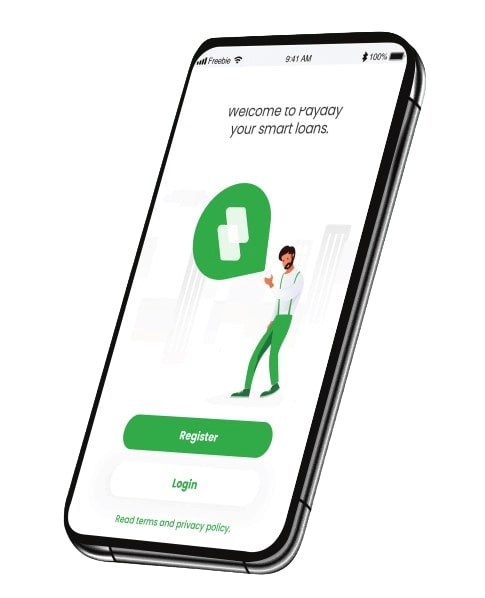 Freebie 9:41 AM 100%
Welcome to Payday
your smart loans.
Register
Login
Read terms and privacy policy.